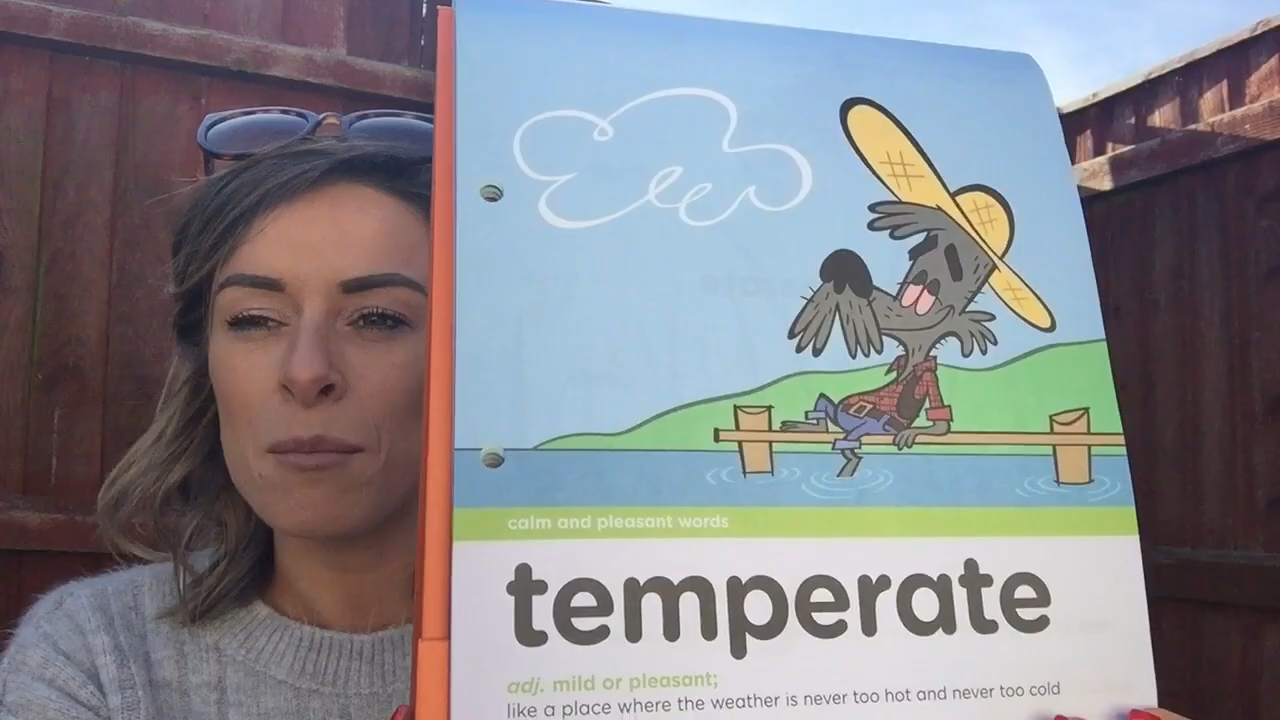 calm and pleasant words
temperate
adj. mild or pleasant;
like a place where the weather is never too hot and never too cold